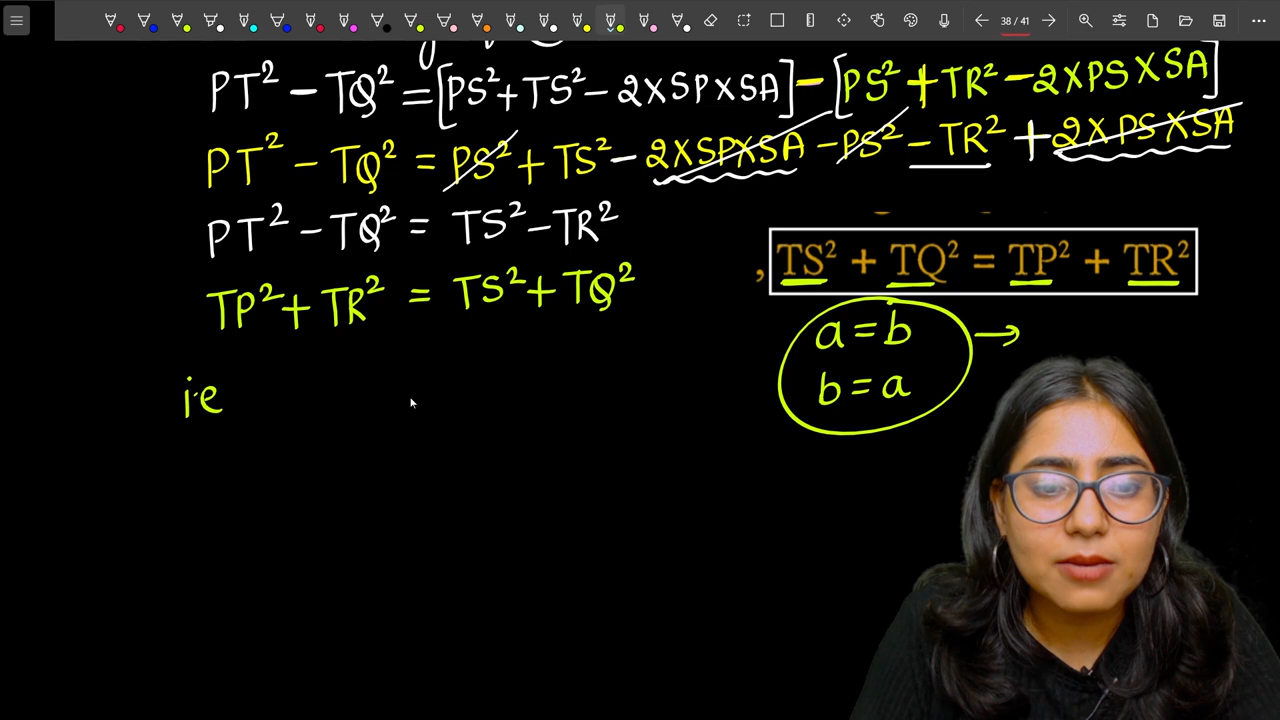 38 / 41
PT² - TQ² = [PS² + TS² - 2×SP×SA] - [PS² + TR² - 2×PS×SA]
PT² - TQ² = PS² + TS² - 2×SP×SA - PS² - TR² + 2×PS×SA
PT² - TQ² = TS² - TR²
, TS² + TQ² = TP² + TR²
TP² + TR² = TS² + TQ²
a = b →
b = a
i.e